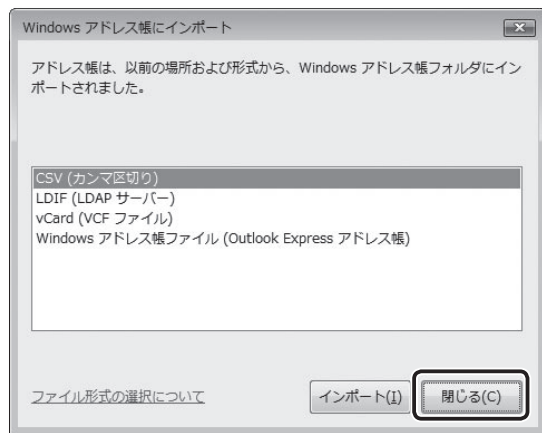 Windows アドレス帳にインポート
アドレス帳は、以前の場所および形式から、Windows アドレス帳フォルダにイン
ポートされました。
CSV (カンマ区切り)
LDIF (LDAP サーバー)
vCard (VCF ファイル)
Windows アドレス帳ファイル (Outlook Express アドレス帳)
ファイル形式の選択について
インポート(I)
閉じる(C)